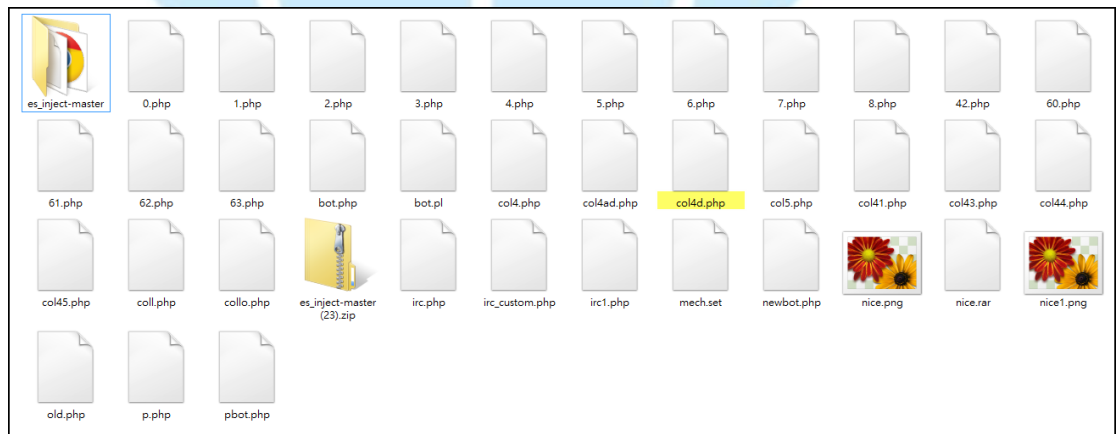 es_inject-master 0.php 1.php 2.php 3.php 4.php 5.php 6.php 7.php 8.php 42.php 60.php
61.php 62.php 63.php bot.php bot.pl col4.php col4ad.php col4d.php col5.php col41.php col43.php col44.php
col45.php coll.php collo.php es_inject-master irc.php irc_custom.php irc1.php mech.set newbot.php nice.png nice.rar nice1.png
(23).zip
old.php p.php pbot.php